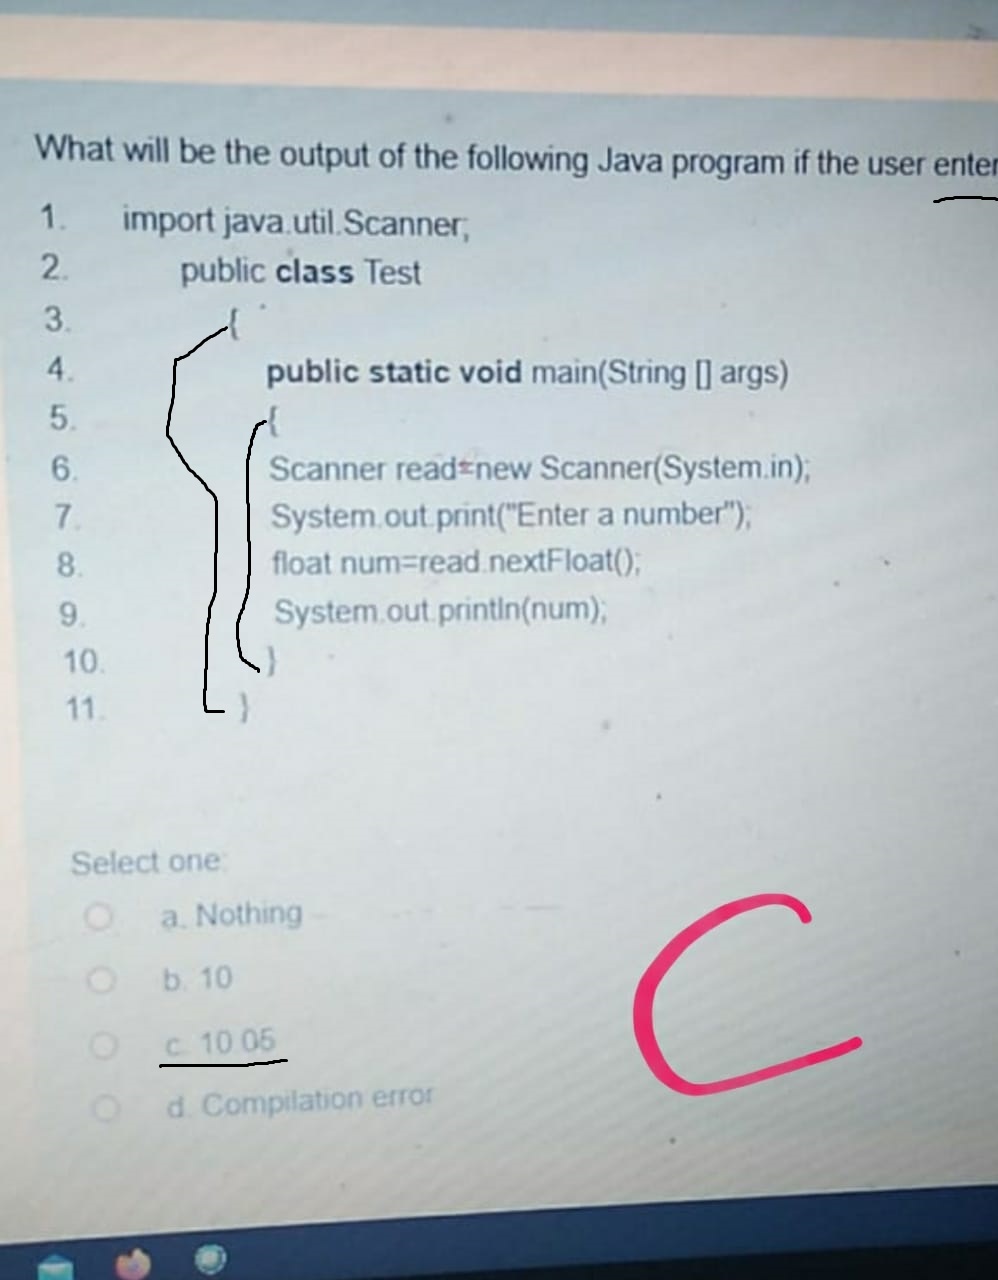 What will be the output of the following Java program if the user enter
1. import java.util.Scanner;
2. public class Test
3. {
4. public static void main(String [] args)
5. {
6. Scanner read=new Scanner(System.in);
7. System.out.print("Enter a number");
8. float num=read.nextFloat();
9. System.out.println(num);
10. }
11. }
Select one:
a. Nothing
b. 10
c. 10.05
d. Compilation error
C